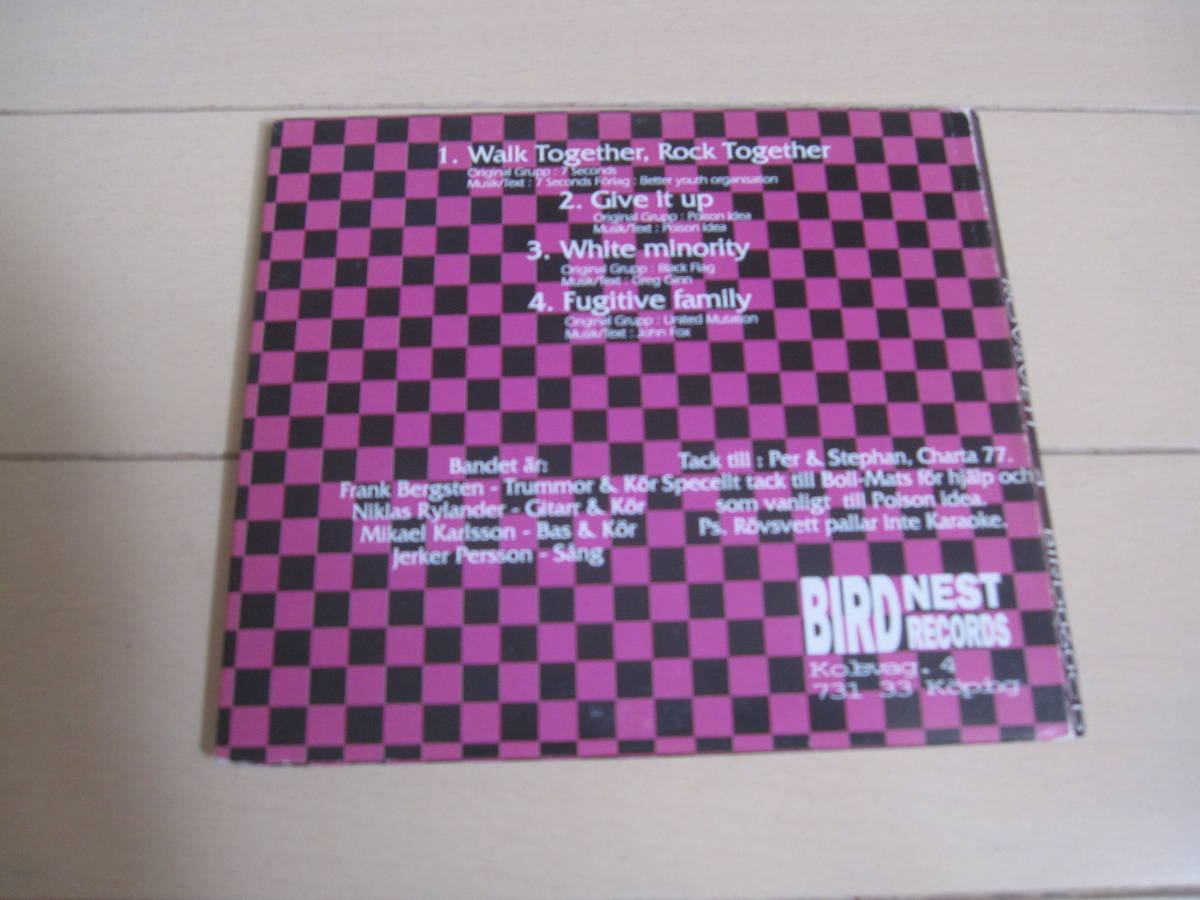 1. Walk Together, Rock Together
Original Grupp : 7 Seconds
Musik/Text : 7 Seconds Förlag : Better youth organisation
2. Give it up
Original Grupp : Poison Idea
Musik/Text : Poison Idea
3. White minority
Original Grupp : Black Flag
Musik/Text : Greg Ginn
4. Fugitive family
Original Grupp : United Mutation
Musik/Text : John Fox
Bandet är:
Frank Bergsten - Trummor & Kör
Niklas Rylander - Gitarr & Kör
Mikael Karlsson - Bas & Kör
Jerker Persson - Sång
Tack till : Per & Stephan, Charta 77.
Speceilt tack till Boll-Mats för hjälp och
som vanligt till Poison Idea.
Ps. Rövsvett pallar inte Karaoke.
BIRD NEST
RECORDS
Kolsvag. 4
731 33 Köping